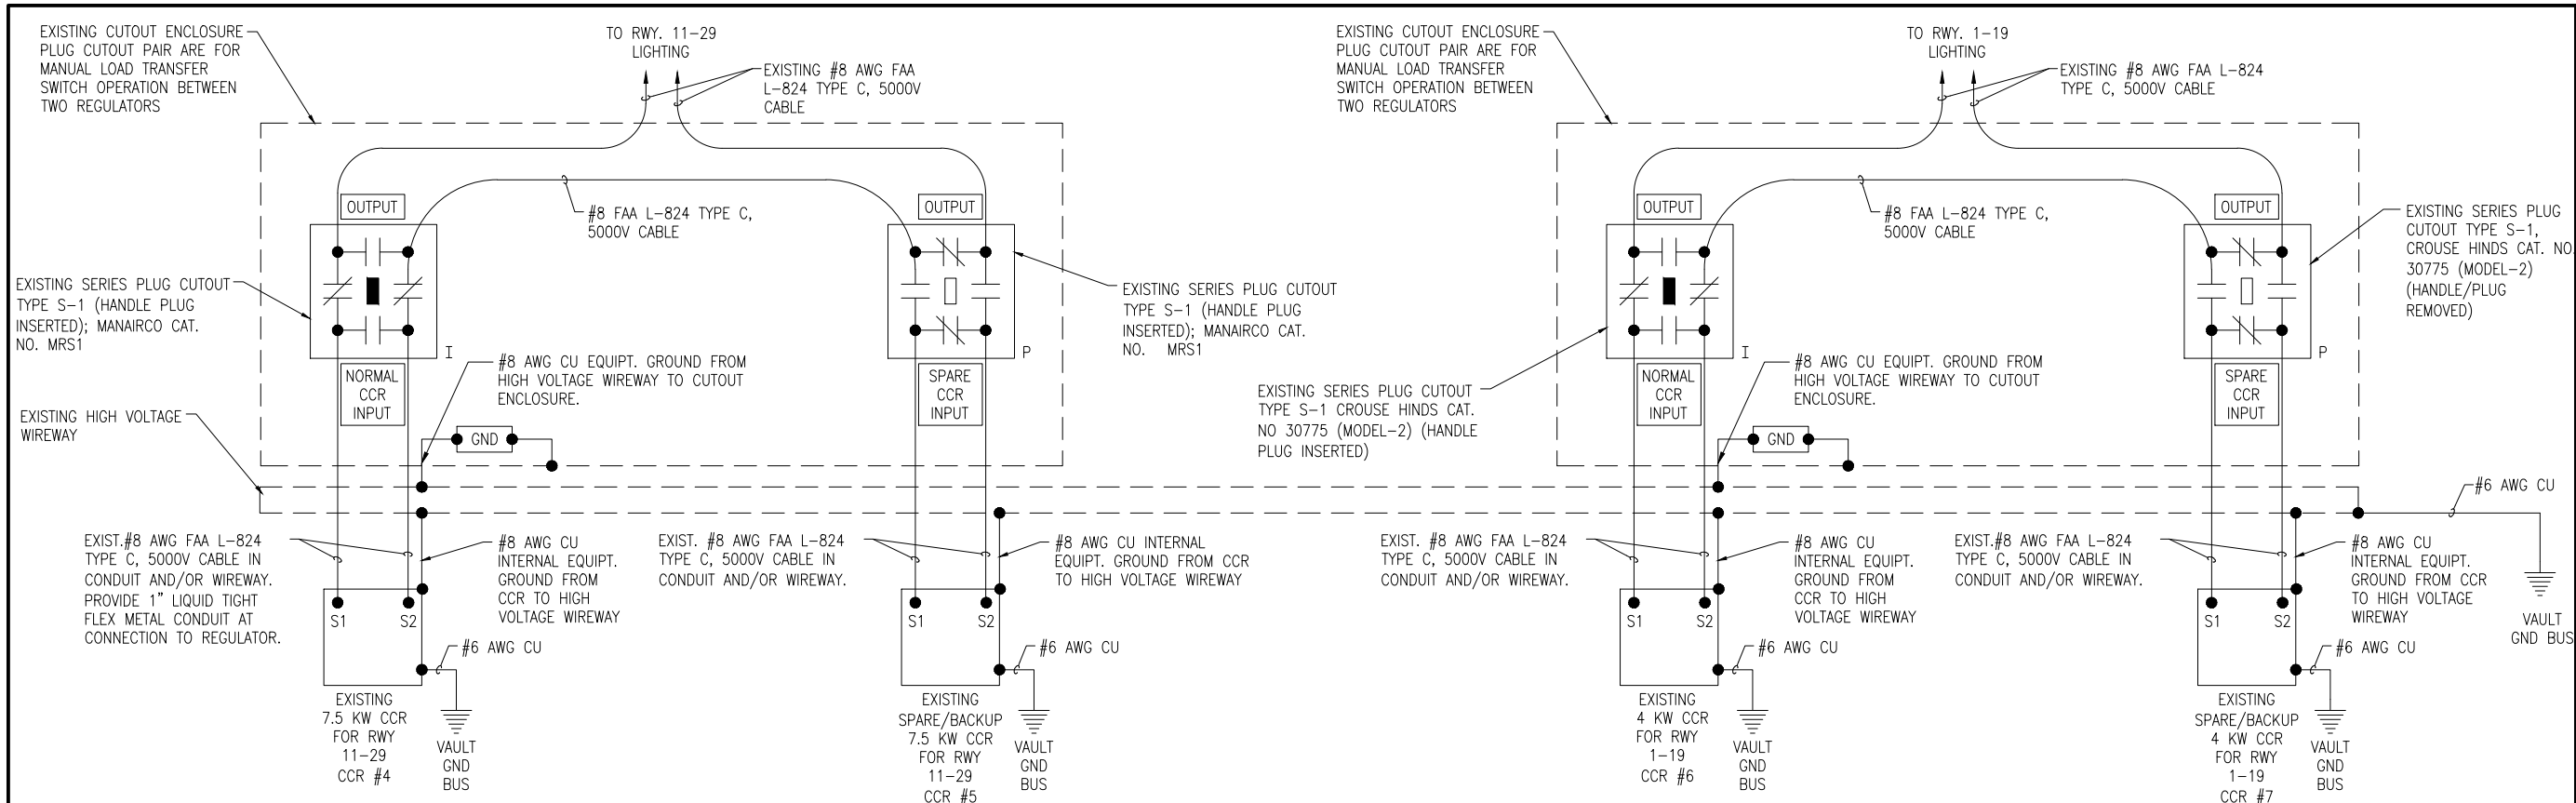 EXISTING CUTOUT ENCLOSURE
PLUG CUTOUT PAIR ARE FOR
MANUAL LOAD TRANSFER
SWITCH OPERATION BETWEEN
TWO REGULATORS
TO RWY. 11-29
LIGHTING
EXISTING #8 AWG FAA
L-824 TYPE C, 5000V
CABLE
OUTPUT
#8 FAA L-824 TYPE C,
5000V CABLE
OUTPUT
EXISTING SERIES PLUG CUTOUT
TYPE S-1 (HANDLE PLUG
INSERTED); MANAIRCO CAT.
NO. MRS1
I
P
EXISTING SERIES PLUG CUTOUT
TYPE S-1 (HANDLE PLUG
INSERTED); MANAIRCO CAT.
NO. MRS1
NORMAL
CCR
INPUT
#8 AWG CU EQUIPT. GROUND FROM
HIGH VOLTAGE WIREWAY TO CUTOUT
ENCLOSURE.
SPARE
CCR
INPUT
EXISTING HIGH VOLTAGE
WIREWAY
GND
EXIST.#8 AWG FAA L-824
TYPE C, 5000V CABLE IN
CONDUIT AND/OR WIREWAY.
PROVIDE 1" LIQUID TIGHT
FLEX METAL CONDUIT AT
CONNECTION TO REGULATOR.
#8 AWG CU
INTERNAL EQUIPT.
GROUND FROM
CCR TO HIGH
VOLTAGE WIREWAY
EXIST. #8 AWG FAA L-824
TYPE C, 5000V CABLE IN
CONDUIT AND/OR WIREWAY.
#8 AWG CU INTERNAL
EQUIPT. GROUND FROM CCR
TO HIGH VOLTAGE WIREWAY
S1
S2
#6 AWG CU
EXISTING
7.5 KW CCR
FOR RWY
11-29
CCR #4
VAULT
GND
BUS
S1
S2
#6 AWG CU
EXISTING
SPARE/BACKUP
7.5 KW CCR
FOR RWY
11-29
CCR #5
VAULT
GND
BUS
EXISTING CUTOUT ENCLOSURE
PLUG CUTOUT PAIR ARE FOR
MANUAL LOAD TRANSFER
SWITCH OPERATION BETWEEN
TWO REGULATORS
TO RWY. 1-19
LIGHTING
EXISTING #8 AWG FAA L-824
TYPE C, 5000V CABLE
OUTPUT
#8 FAA L-824 TYPE C,
5000V CABLE
OUTPUT
EXISTING SERIES PLUG
CUTOUT TYPE S-1,
CROUSE HINDS CAT. NO.
30775 (MODEL-2)
(HANDLE/PLUG
REMOVED)
I
P
EXISTING SERIES PLUG CUTOUT
TYPE S-1 CROUSE HINDS CAT.
NO 30775 (MODEL-2) (HANDLE
PLUG INSERTED)
NORMAL
CCR
INPUT
#8 AWG CU EQUIPT. GROUND FROM
HIGH VOLTAGE WIREWAY TO CUTOUT
ENCLOSURE.
SPARE
CCR
INPUT
GND
#6 AWG CU
EXIST. #8 AWG FAA L-824
TYPE C, 5000V CABLE IN
CONDUIT AND/OR WIREWAY.
#8 AWG CU
INTERNAL EQUIPT.
GROUND FROM
CCR TO HIGH
VOLTAGE WIREWAY
EXIST.#8 AWG FAA L-824
TYPE C, 5000V CABLE IN
CONDUIT AND/OR WIREWAY.
#8 AWG CU
INTERNAL EQUIPT.
GROUND FROM CCR
TO HIGH VOLTAGE
WIREWAY
VAULT
GND BUS
S1
S2
#6 AWG CU
EXISTING
4 KW CCR
FOR RWY
1-19
CCR #6
VAULT
GND
BUS
S1
S2
#6 AWG CU
EXISTING
SPARE/BACKUP
4 KW CCR
FOR RWY
1-19
CCR #7
VAULT
GND
BUS